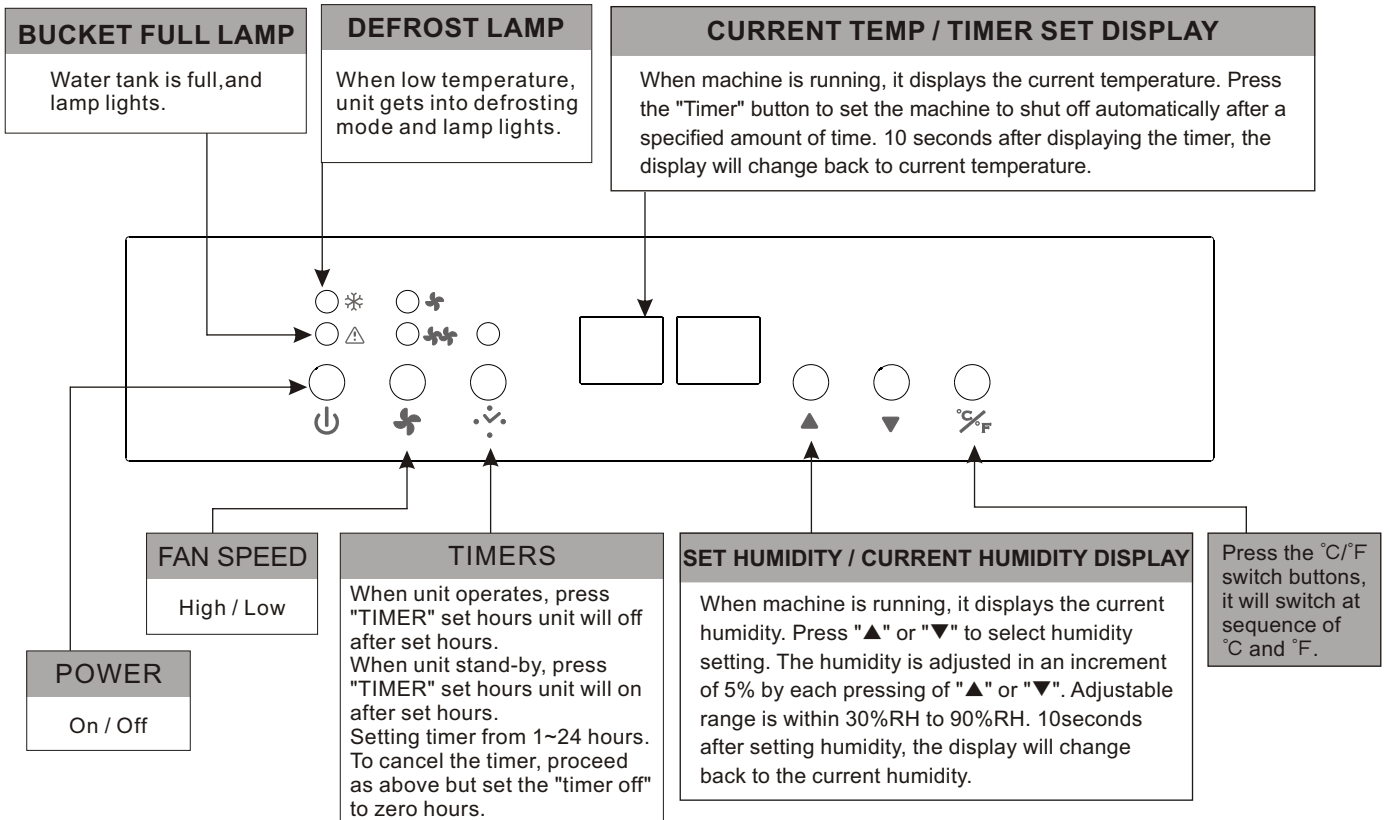 BUCKET FULL LAMP
Water tank is full,and
lamp lights.
DEFROST LAMP
When low temperature,
unit gets into defrosting
mode and lamp lights.
CURRENT TEMP / TIMER SET DISPLAY
When machine is running, it displays the current temperature. Press
the "Timer" button to set the machine to shut off automatically after a
specified amount of time. 10 seconds after displaying the timer, the
display will change back to current temperature.
°C/°F
FAN SPEED
High / Low
POWER
On / Off
TIMERS
When unit operates, press
"TIMER" set hours unit will off
after set hours.
When unit stand-by, press
"TIMER" set hours unit will on
after set hours.
Setting timer from 1~24 hours.
To cancel the timer, proceed
as above but set the "timer off"
to zero hours.
SET HUMIDITY / CURRENT HUMIDITY DISPLAY
When machine is running, it displays the current
humidity. Press "▲" or "▼" to select humidity
setting. The humidity is adjusted in an increment
of 5% by each pressing of "▲" or "▼". Adjustable
range is within 30%RH to 90%RH. 10seconds
after setting humidity, the display will change
back to the current humidity.
Press the °C/°F
switch buttons,
it will switch at
sequence of
°C and °F.